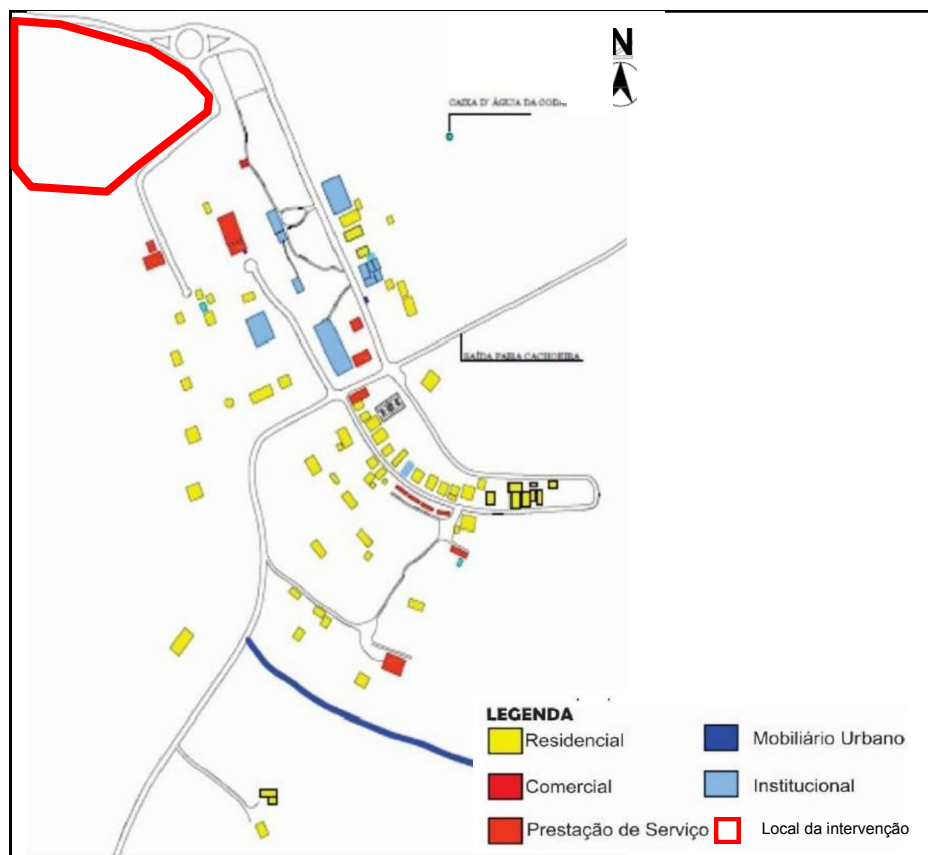 N
CAIXA D' ÁGUA DA
SAÍDA PARA CACHOEIRA
LEGENDA
Residencial
Mobiliário Urbano
Comercial
Institucional
Prestação de Serviço
Local da intervenção